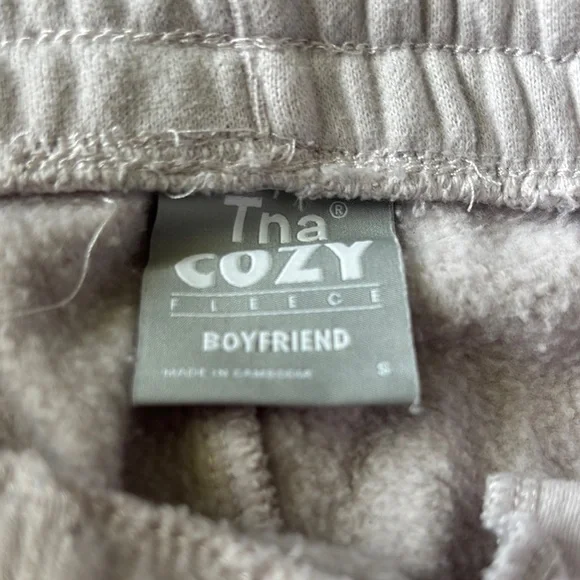 Tna®
COZY
FLEECE
BOYFRIEND
MADE IN CAMBODIA S